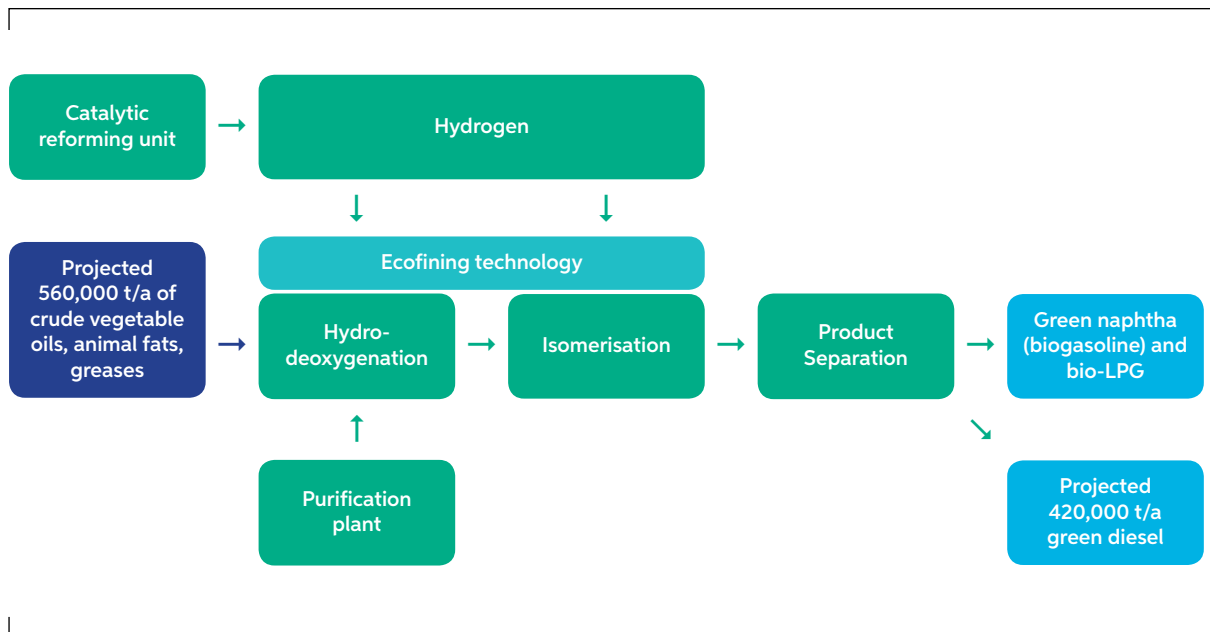 Catalytic
reforming unit
Hydrogen
Ecofining technology
Projected
560,000 t/a of
crude vegetable
oils, animal fats,
greases
Hydro-
deoxygenation
Isomerisation
Product
Separation
Green naphtha
(biogasoline) and
bio-LPG
Purification
plant
Projected
420,000 t/a
green diesel